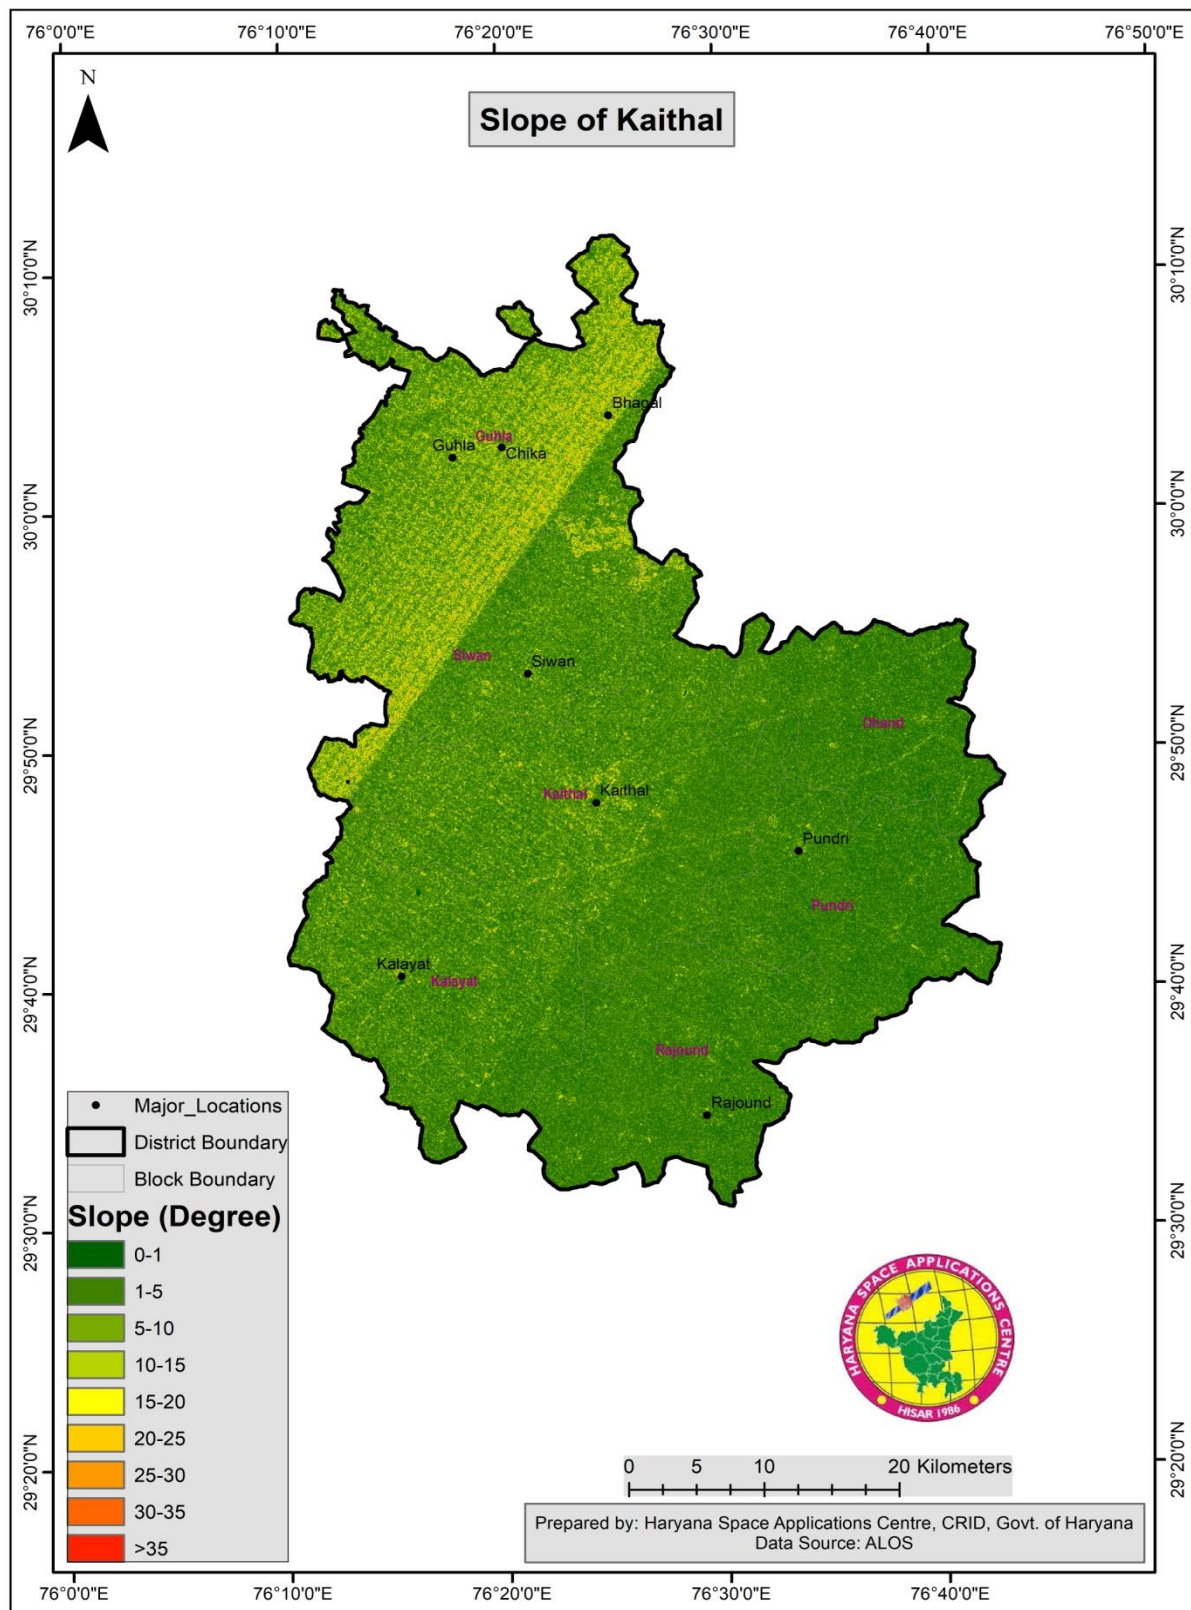 76°0'0"E
76°10'0"E
76°20'0"E
76°30'0"E
76°40'0"E
76°50'0"E
N
Slope of Kaithal
30°10'0"N
30°10'0"N
Bhagal
Guhla
Guhla
Chika
30°0'0"N
30°0'0"N
Siwan
Siwan
Dhand
29°50'0"N
29°50'0"N
Kaithal
Kaithal
Pundri
Pundri
Kalayat
Kalayat
29°40'0"N
29°40'0"N
Rajound
Rajound
Major_Locations
District Boundary
Block Boundary
Slope (Degree)
0-1
1-5
5-10
10-15
15-20
20-25
25-30
30-35
>35
29°30'0"N
29°30'0"N
HARYANA SPACE APPLICATIONS CENTRE
HISAR 1986
29°20'0"N
29°20'0"N
0 5 10 20 Kilometers
Prepared by: Haryana Space Applications Centre, CRID, Govt. of Haryana
Data Source: ALOS
76°0'0"E
76°10'0"E
76°20'0"E
76°30'0"E
76°40'0"E